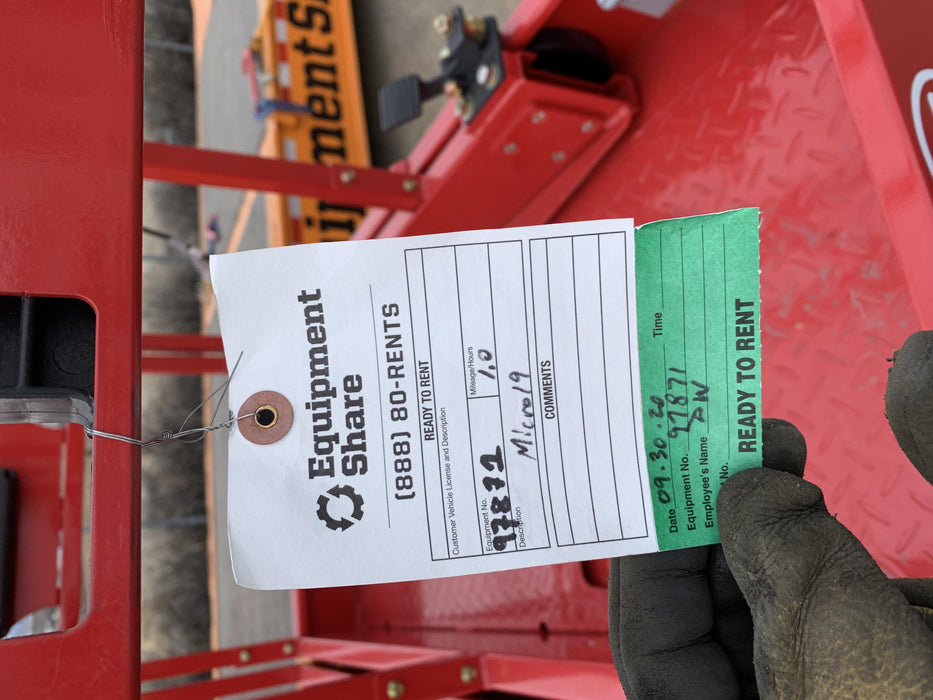 Equipment
Share
(888) 80-RENTS
READY TO RENT
Customer Vehicle License and Description
Equipment No. Mileage/Hours
97871 1.0
Description
Micro19
COMMENTS
Date 09.30.20 Time
Equipment No. 97871
Employee's Name
No.
READY TO RENT